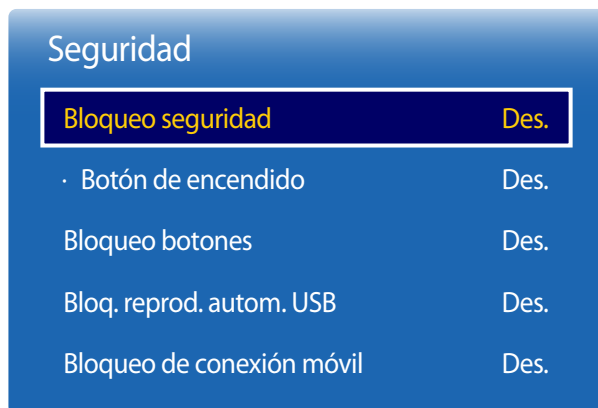 Seguridad
Bloqueo seguridad Des.
· Botón de encendido Des.
Bloqueo botones Des.
Bloq. reprod. autom. USB Des.
Bloqueo de conexión móvil Des.